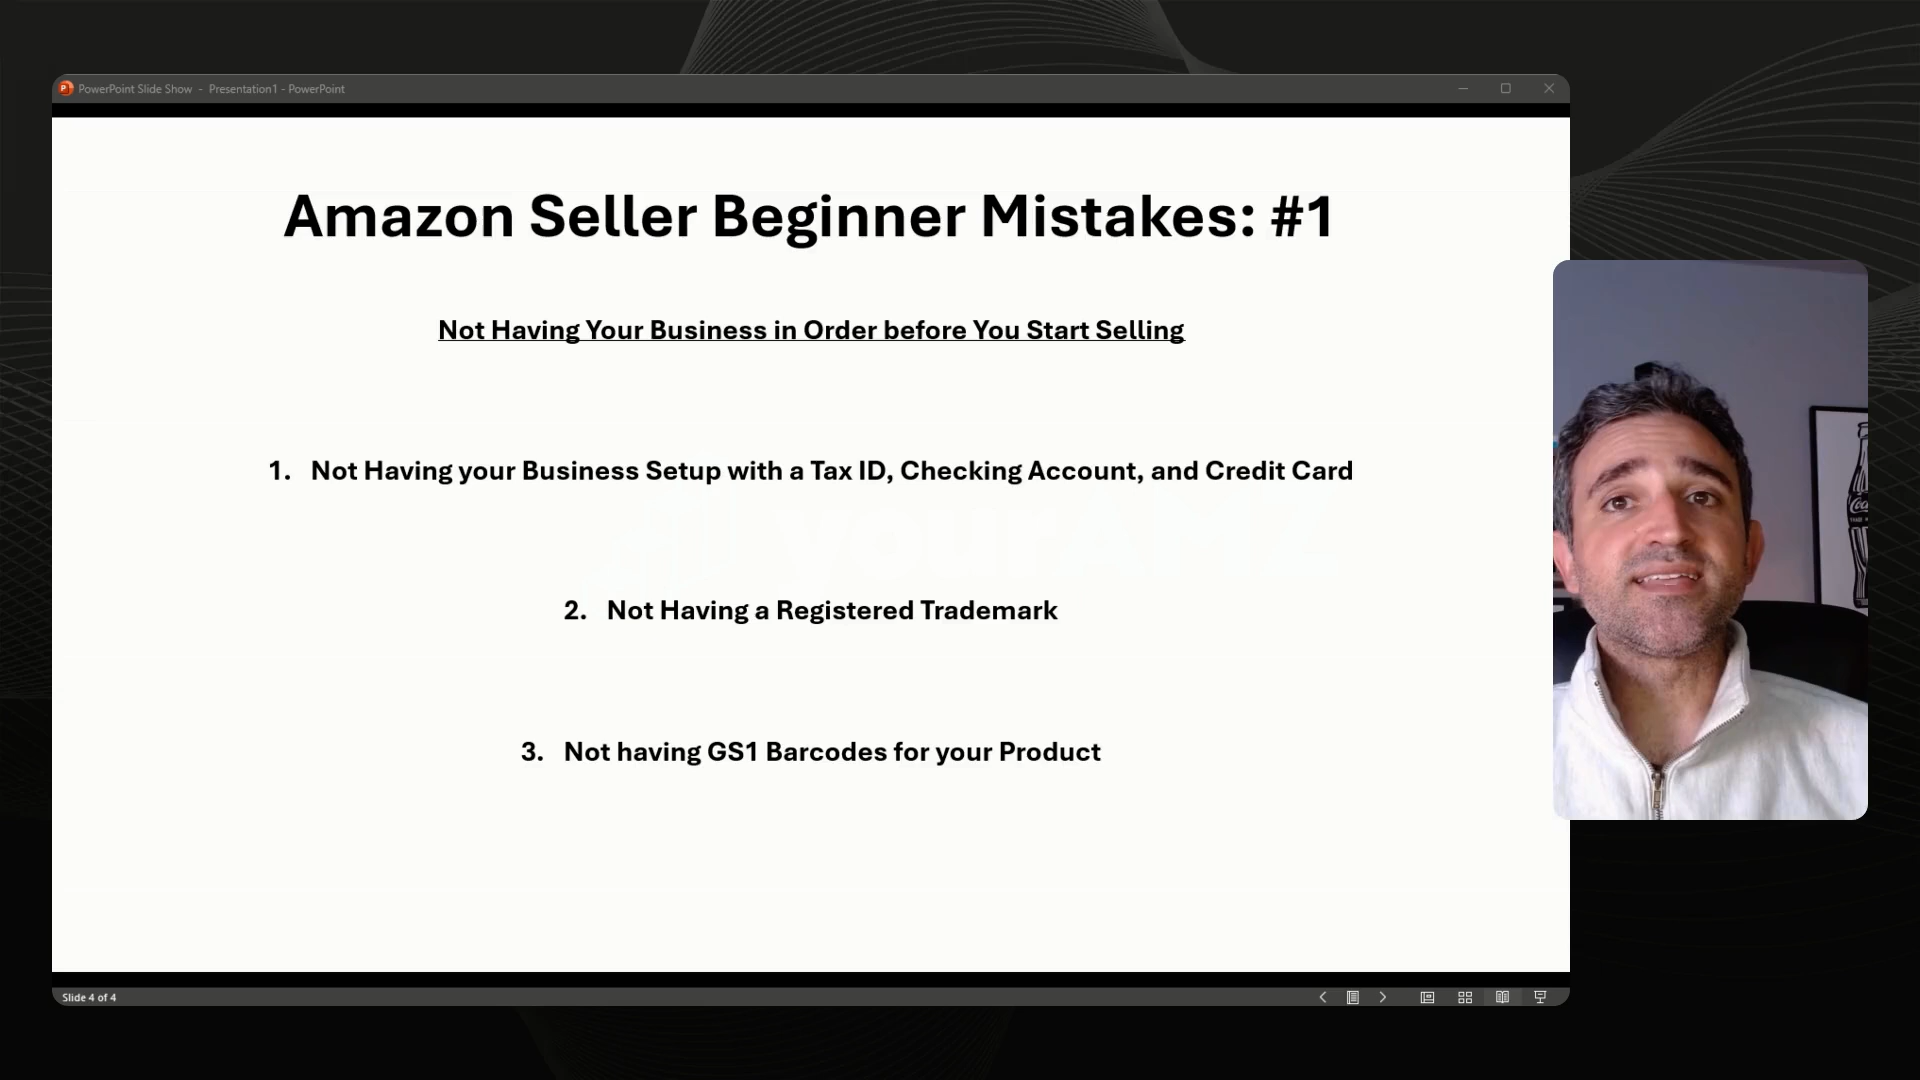 PowerPoint Slide Show - Presentation1 - PowerPoint
Amazon Seller Beginner Mistakes: #1
Not Having Your Business in Order before You Start Selling
1. Not Having your Business Setup with a Tax ID, Checking Account, and Credit Card
2. Not Having a Registered Trademark
3. Not having GS1 Barcodes for your Product
Slide 4 of 4